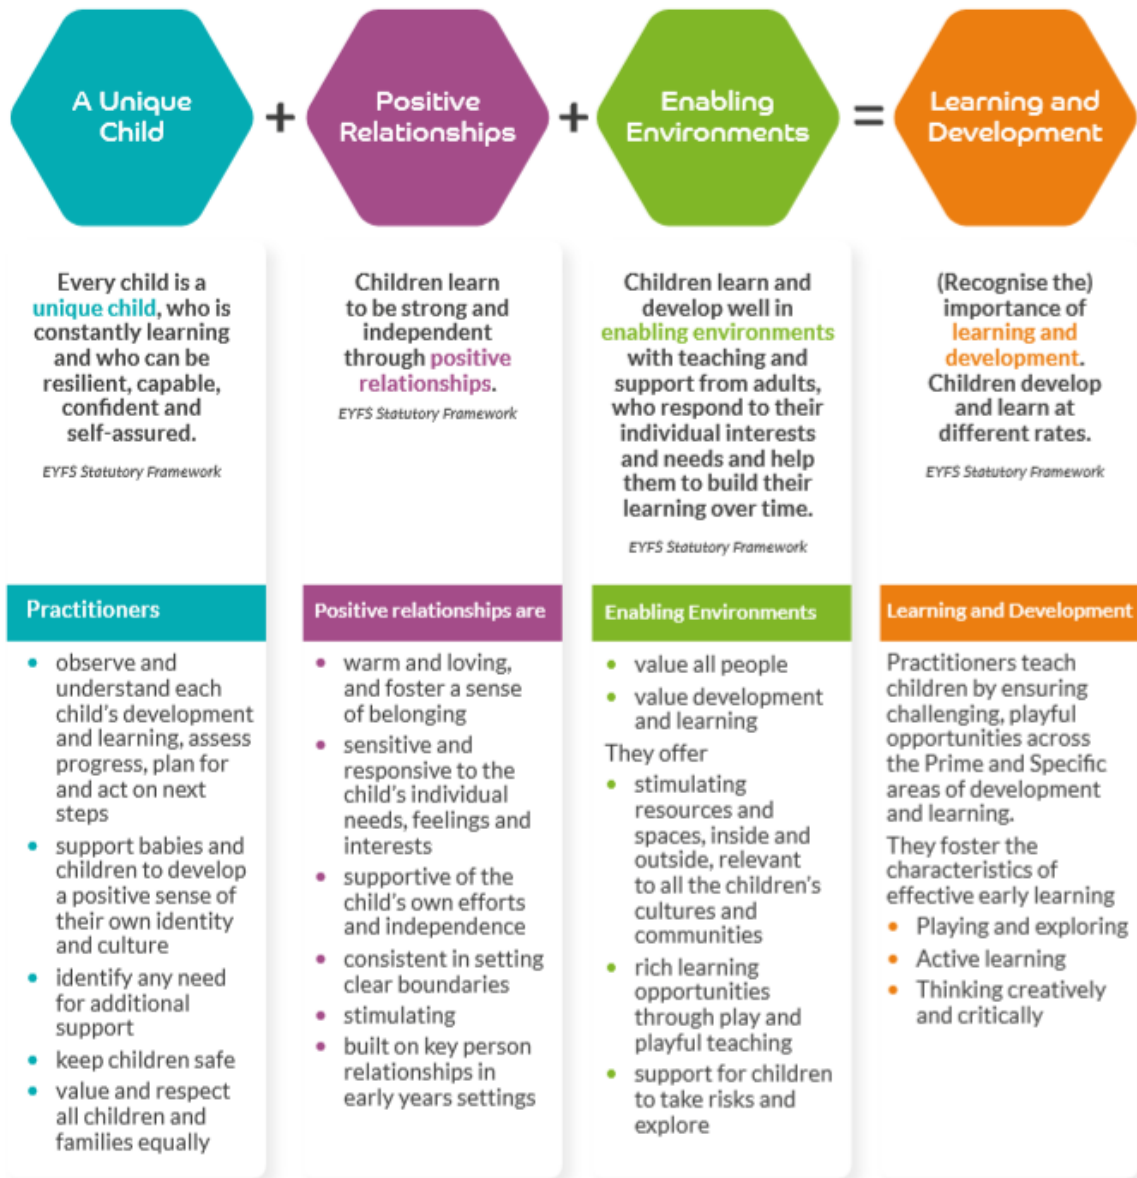 A Unique
Child
+
Positive
Relationships
+
Enabling
Environments
=
Learning and
Development
Every child is a
unique child, who is
constantly learning
and who can be
resilient, capable,
confident and
self-assured.
EYFS Statutory Framework
Children learn
to be strong and
independent
through positive
relationships.
EYFS Statutory Framework
Children learn and
develop well in
enabling environments
with teaching and
support from adults,
who respond to their
individual interests
and needs and help
them to build their
learning over time.
EYFS Statutory Framework
(Recognise the)
importance of
learning and
development.
Children develop
and learn at
different rates.
EYFS Statutory Framework
Practitioners
• observe and
understand each
child's development
and learning, assess
progress, plan for
and act on next
steps
• support babies and
children to develop
a positive sense of
their own identity
and culture
• identify any need
for additional
support
• keep children safe
• value and respect
all children and
families equally
Positive relationships are
• warm and loving,
and foster a sense
of belonging
• sensitive and
responsive to the
child's individual
needs, feelings and
interests
• supportive of the
child's own efforts
and independence
• consistent in setting
clear boundaries
• stimulating
• built on key person
relationships in
early years settings
Enabling Environments
• value all people
• value development
and learning
They offer
• stimulating
resources and
spaces, inside and
outside, relevant
to all the children's
cultures and
communities
• rich learning
opportunities
through play and
playful teaching
• support for children
to take risks and
explore
Learning and Development
Practitioners teach
children by ensuring
challenging, playful
opportunities across
the Prime and Specific
areas of development
and learning.
They foster the
characteristics of
effective early learning
• Playing and exploring
• Active learning
• Thinking creatively
and critically